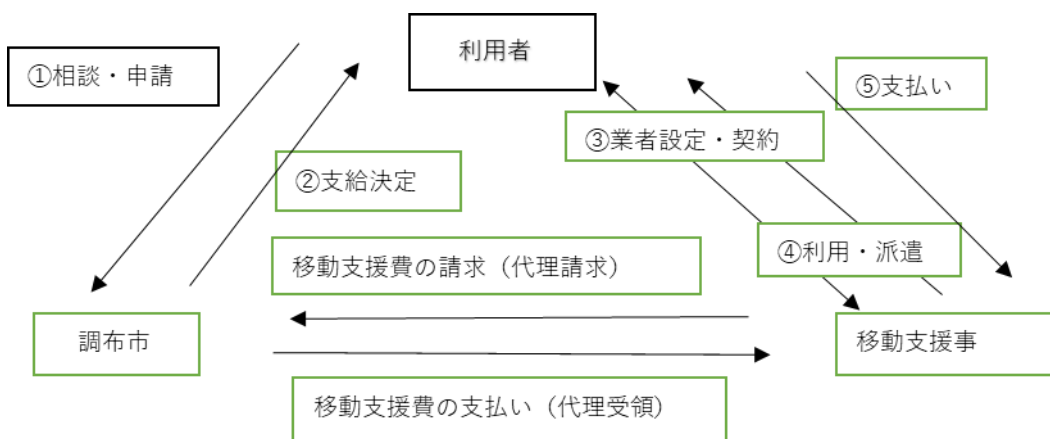 利用者
①相談・申請
⑤支払い
③業者設定・契約
②支給決定
④利用・派遣
移動支援費の請求（代理請求）
調布市
移動支援事
移動支援費の支払い（代理受領）